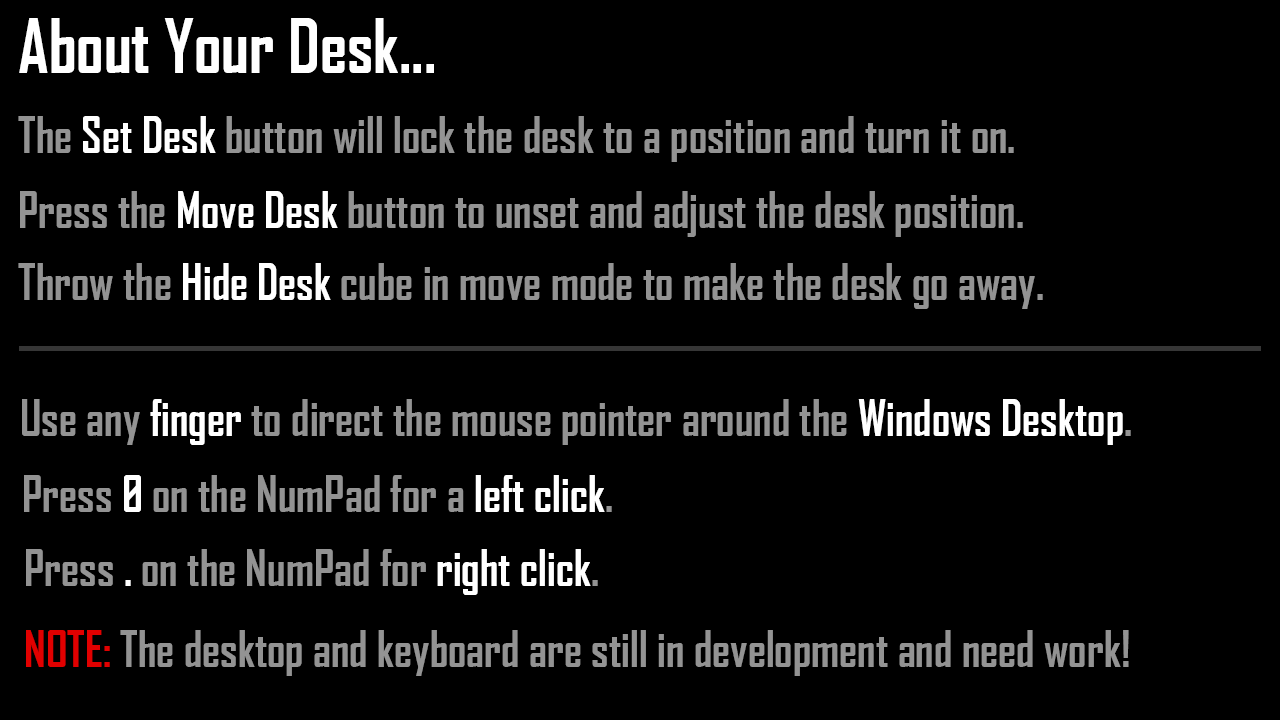 About Your Desk...
The Set Desk button will lock the desk to a position and turn it on.
Press the Move Desk button to unset and adjust the desk position.
Throw the Hide Desk cube in move mode to make the desk go away.
Use any finger to direct the mouse pointer around the Windows Desktop.
Press 0 on the NumPad for a left click.
Press . on the NumPad for right click.
NOTE: The desktop and keyboard are still in development and need work!